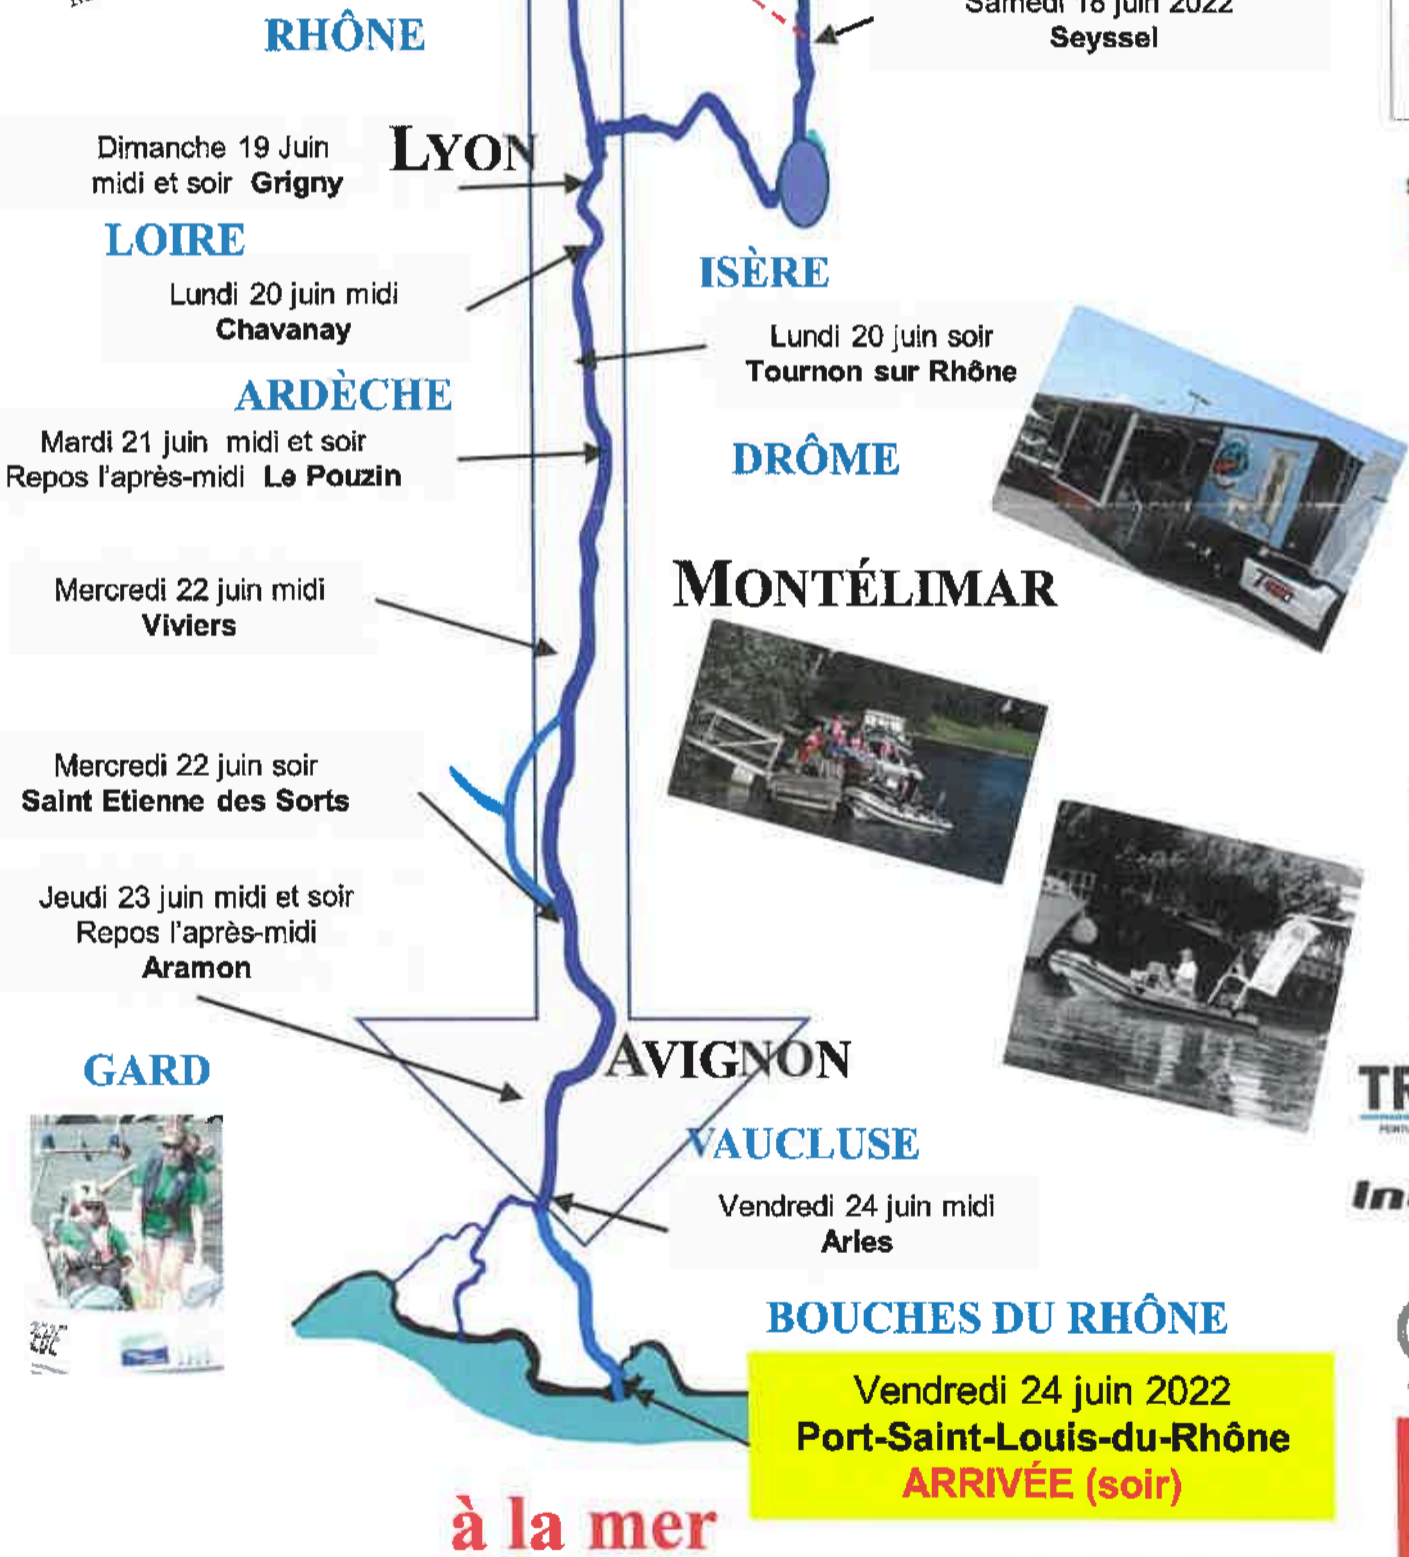 Samedi 18 juin 2022
Seyssel
RHÔNE
LYON
Dimanche 19 Juin
midi et soir Grigny
LOIRE
ISÈRE
Lundi 20 juin midi
Chavanay
Lundi 20 juin soir
Tournon sur Rhône
ARDÈCHE
Mardi 21 juin midi et soir
Repos l'après-midi Le Pouzin
DRÔME
MONTÉLIMAR
Mercredi 22 juin midi
Viviers
Mercredi 22 juin soir
Saint Etienne des Sorts
Jeudi 23 juin midi et soir
Repos l'après-midi
Aramon
AVIGNON
GARD
VAUCLUSE
Vendredi 24 juin midi
Arles
BOUCHES DU RHÔNE
Vendredi 24 juin 2022
Port-Saint-Louis-du-Rhône
ARRIVÉE (soir)
à la mer